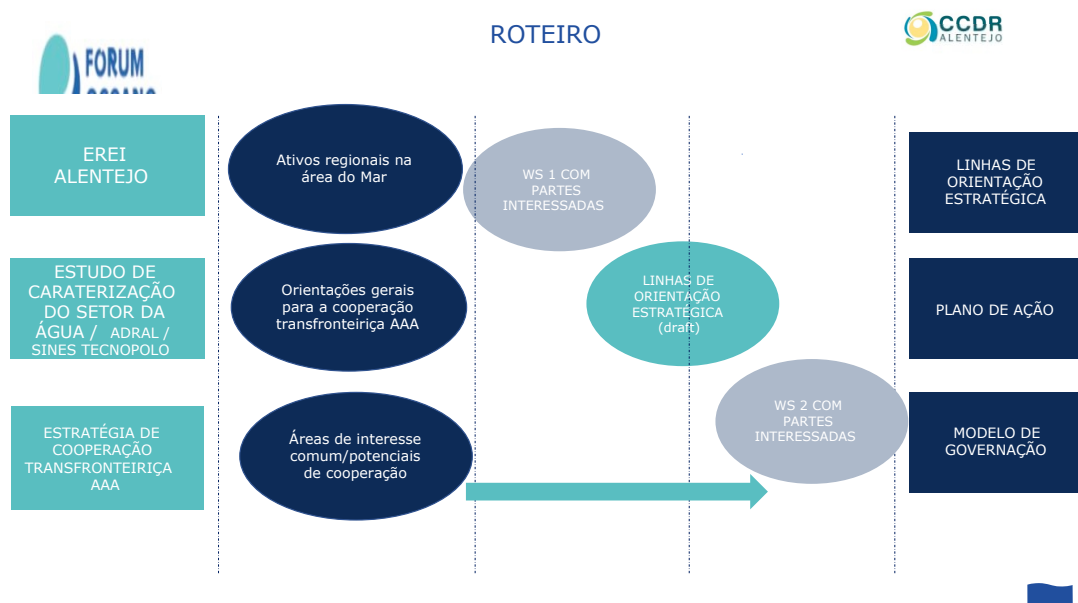 ROTEIRO
FORUM
OCEANO
CCDR
ALENTEJO
EREI
ALENTEJO
ESTUDO DE
CARATERIZAÇÃO
DO SETOR DA
ÁGUA / ADRAL /
SINES TECNOPOLO
ESTRATÉGIA DE
COOPERAÇÃO
TRANSFRONTEIRIÇA
AAA
Ativos regionais na
área do Mar
Orientações gerais
para a cooperação
transfronteiriça AAA
Áreas de interesse
comum/potenciais
de cooperação
WS 1 COM
PARTES
INTERESSADAS
LINHAS DE
ORIENTAÇÃO
ESTRATÉGICA
(draft)
WS 2 COM
PARTES
INTERESSADAS
LINHAS DE
ORIENTAÇÃO
ESTRATÉGICA
PLANO DE AÇÃO
MODELO DE
GOVERNAÇÃO